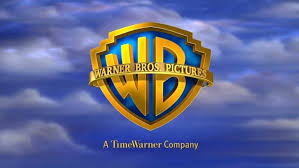 WB
WARNER BROS. PICTURES
A TimeWarner Company